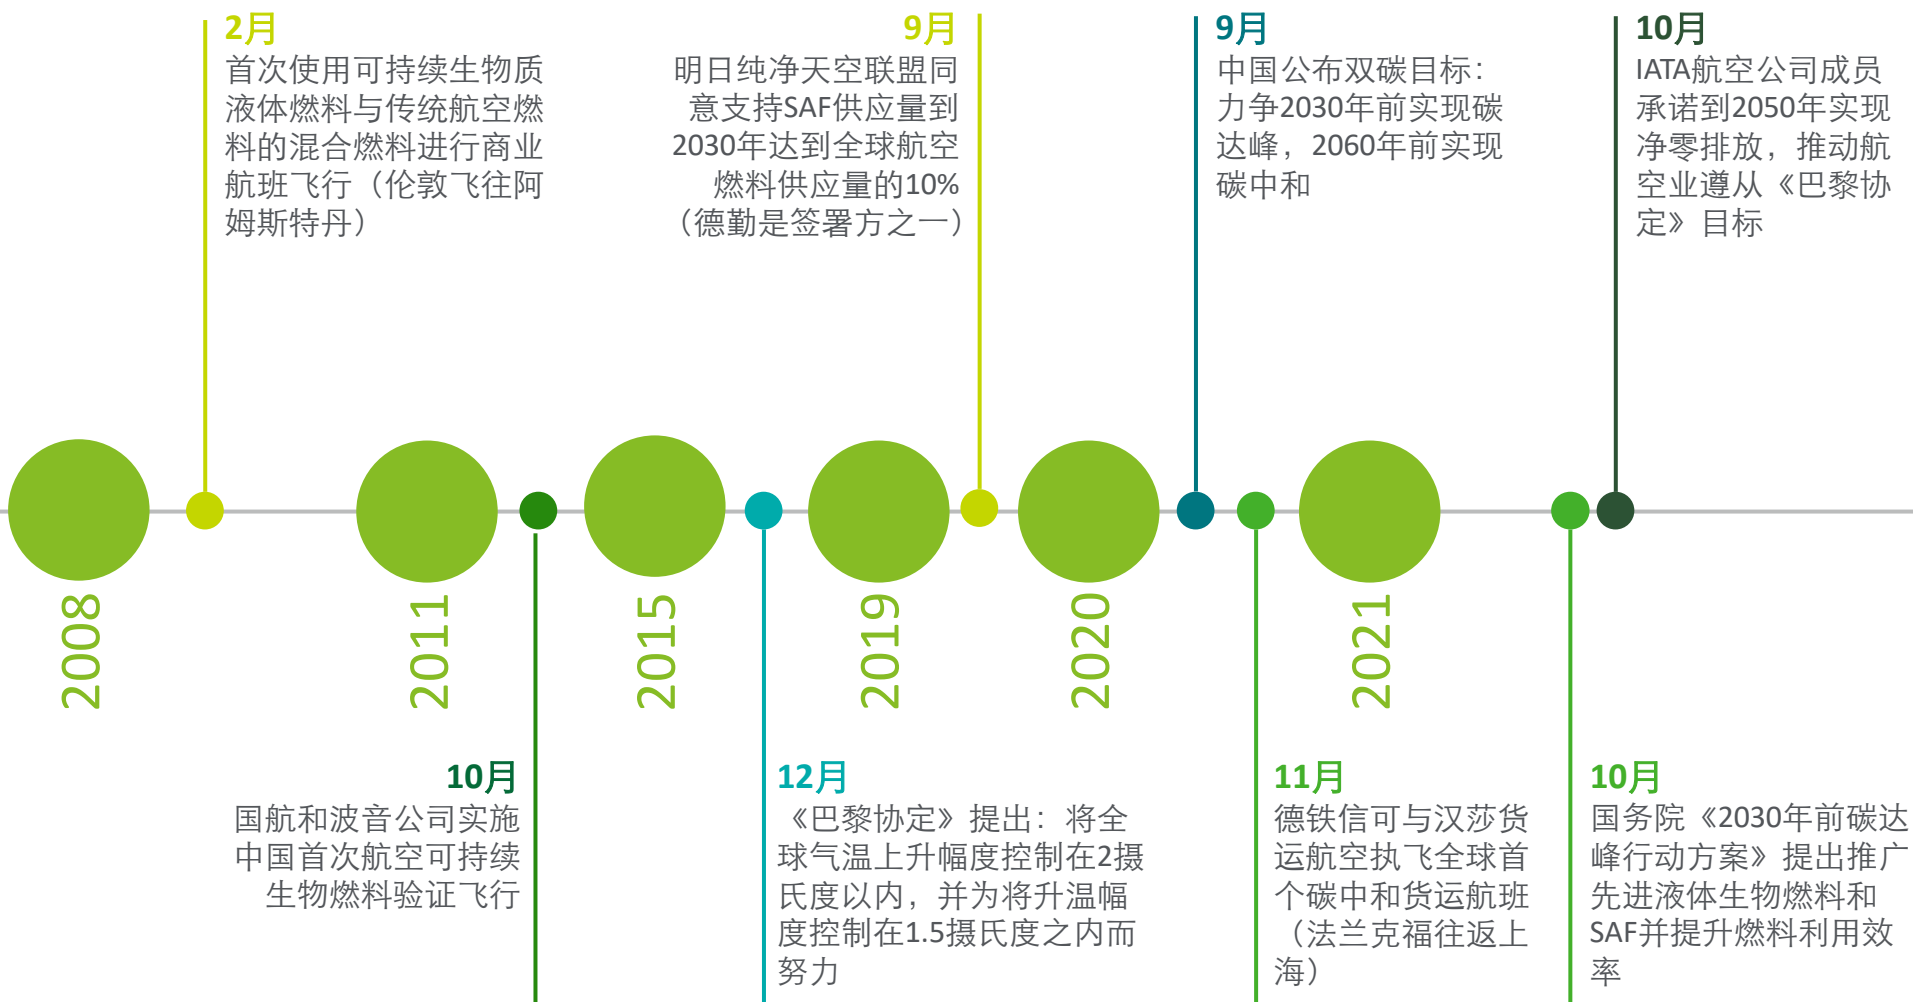 2月
首次使用可持续生物质
液体燃料与传统航空燃
料的混合燃料进行商业
航班飞行（伦敦飞往阿
姆斯特丹）
9月
明日纯净天空联盟同
意支持SAF供应量到
2030年达到全球航空
燃料供应量的10%
（德勤是签署方之一）
9月
中国公布双碳目标：
力争2030年前实现碳
达峰，2060年前实现
碳中和
10月
IATA航空公司成员
承诺到2050年实现
净零排放，推动航
空业遵从《巴黎协
定》目标
2008
2011
2015
2019
2020
2021
10月
国航和波音公司实施
中国首次航空可持续
生物燃料验证飞行
12月
《巴黎协定》提出：将全
球气温上升幅度控制在2摄
氏度以内，并为将升温幅
度控制在1.5摄氏度之内而
努力
11月
德铁信可与汉莎货
运航空执飞全球首
个碳中和货运航班
（法兰克福往返上
海）
10月
国务院《2030年前碳达
峰行动方案》提出推广
先进液体生物燃料和
SAF并提升燃料利用效
率